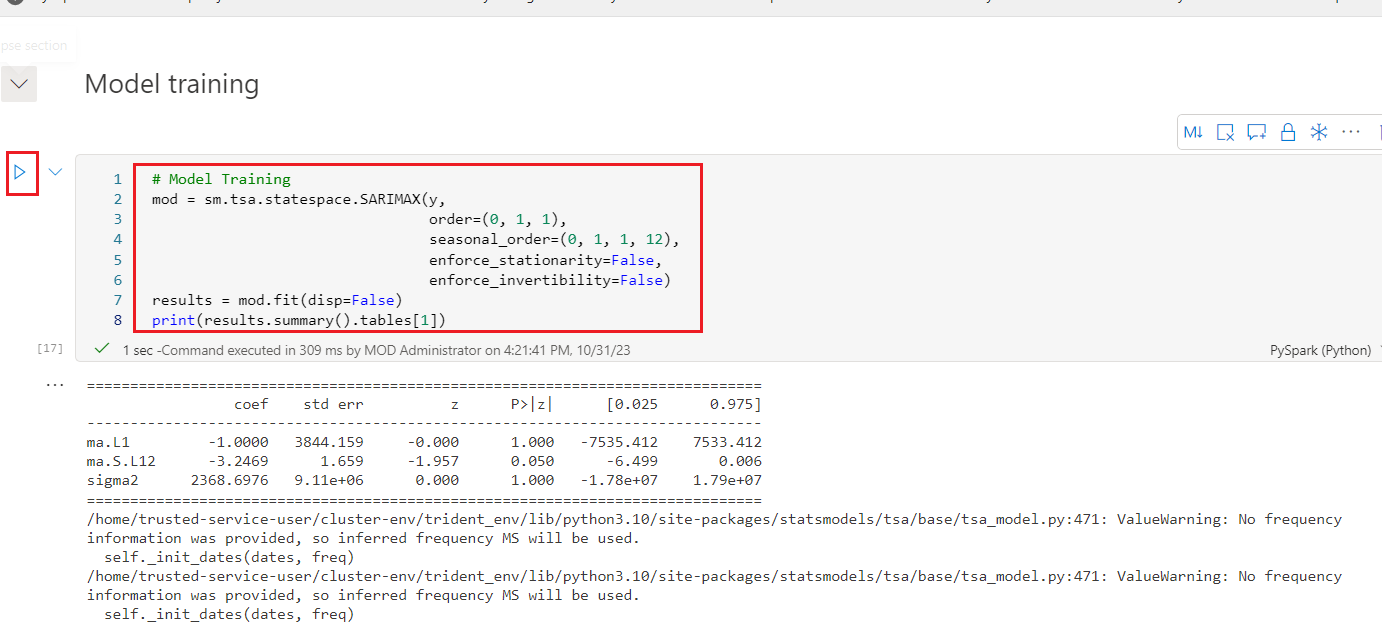 pse section
Model training
M↓
1 # Model Training
2 mod = sm.tsa.statespace.SARIMAX(y,
3 order=(0, 1, 1),
4 seasonal_order=(0, 1, 1, 12),
5 enforce_stationarity=False,
6 enforce_invertibility=False)
7 results = mod.fit(disp=False)
8 print(results.summary().tables[1])
[17] 1 sec -Command executed in 309 ms by MOD Administrator on 4:21:41 PM, 10/31/23 PySpark (Python)
==============================================================================
coef std err z P>|z| [0.025 0.975]
------------------------------------------------------------------------------
ma.L1 -1.0000 3844.159 -0.000 1.000 -7535.412 7533.412
ma.S.L12 -3.2469 1.659 -1.957 0.050 -6.499 0.006
sigma2 2368.6976 9.11e+06 0.000 1.000 -1.78e+07 1.79e+07
==============================================================================
/home/trusted-service-user/cluster-env/trident_env/lib/python3.10/site-packages/statsmodels/tsa/base/tsa_model.py:471: ValueWarning: No frequency
information was provided, so inferred frequency MS will be used.
self._init_dates(dates, freq)
/home/trusted-service-user/cluster-env/trident_env/lib/python3.10/site-packages/statsmodels/tsa/base/tsa_model.py:471: ValueWarning: No frequency
information was provided, so inferred frequency MS will be used.
self._init_dates(dates, freq)